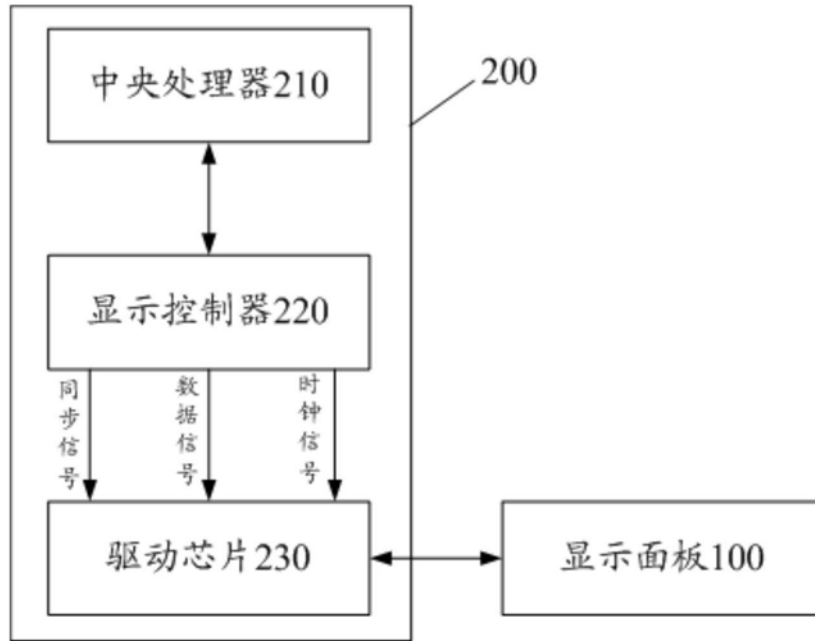 中央处理器210
200
显示控制器220
同步信号
数据信号
时钟信号
驱动芯片230
显示面板100